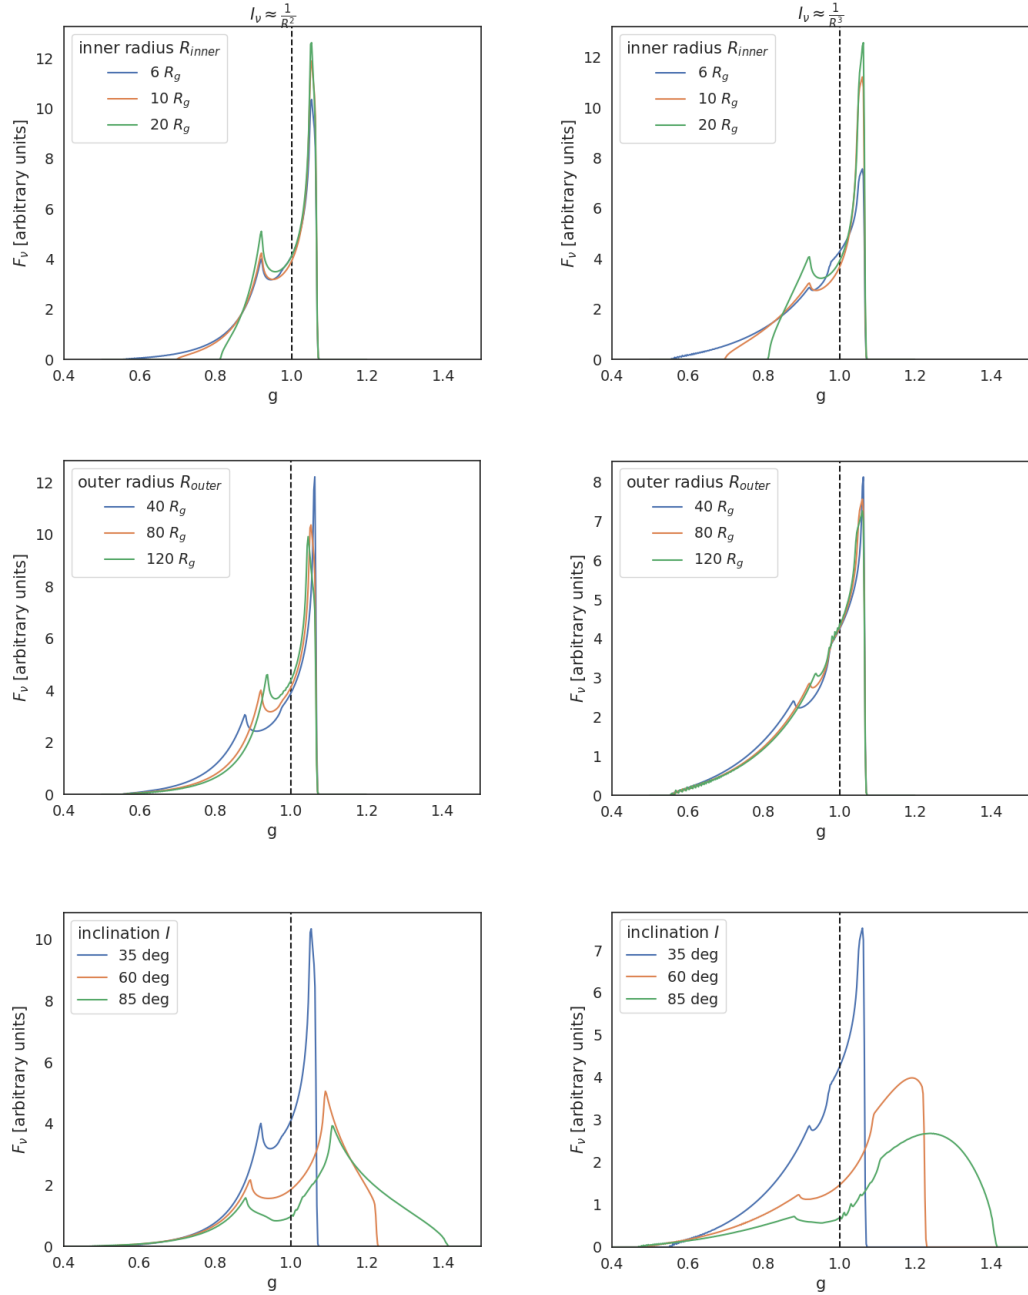 I_ν ≈ 1/R²
inner radius R_inner
6 R_g
10 R_g
20 R_g
F_ν [arbitrary units]
12
10
8
6
4
2
0
0.4 0.6 0.8 1.0 1.2 1.4
g
I_ν ≈ 1/R³
inner radius R_inner
6 R_g
10 R_g
20 R_g
F_ν [arbitrary units]
12
10
8
6
4
2
0
0.4 0.6 0.8 1.0 1.2 1.4
g
outer radius R_outer
40 R_g
80 R_g
120 R_g
F_ν [arbitrary units]
12
10
8
6
4
2
0
0.4 0.6 0.8 1.0 1.2 1.4
g
outer radius R_outer
40 R_g
80 R_g
120 R_g
F_ν [arbitrary units]
8
7
6
5
4
3
2
1
0
0.4 0.6 0.8 1.0 1.2 1.4
g
inclination I
35 deg
60 deg
85 deg
F_ν [arbitrary units]
10
8
6
4
2
0
0.4 0.6 0.8 1.0 1.2 1.4
g
inclination I
35 deg
60 deg
85 deg
F_ν [arbitrary units]
7
6
5
4
3
2
1
0
0.4 0.6 0.8 1.0 1.2 1.4
g